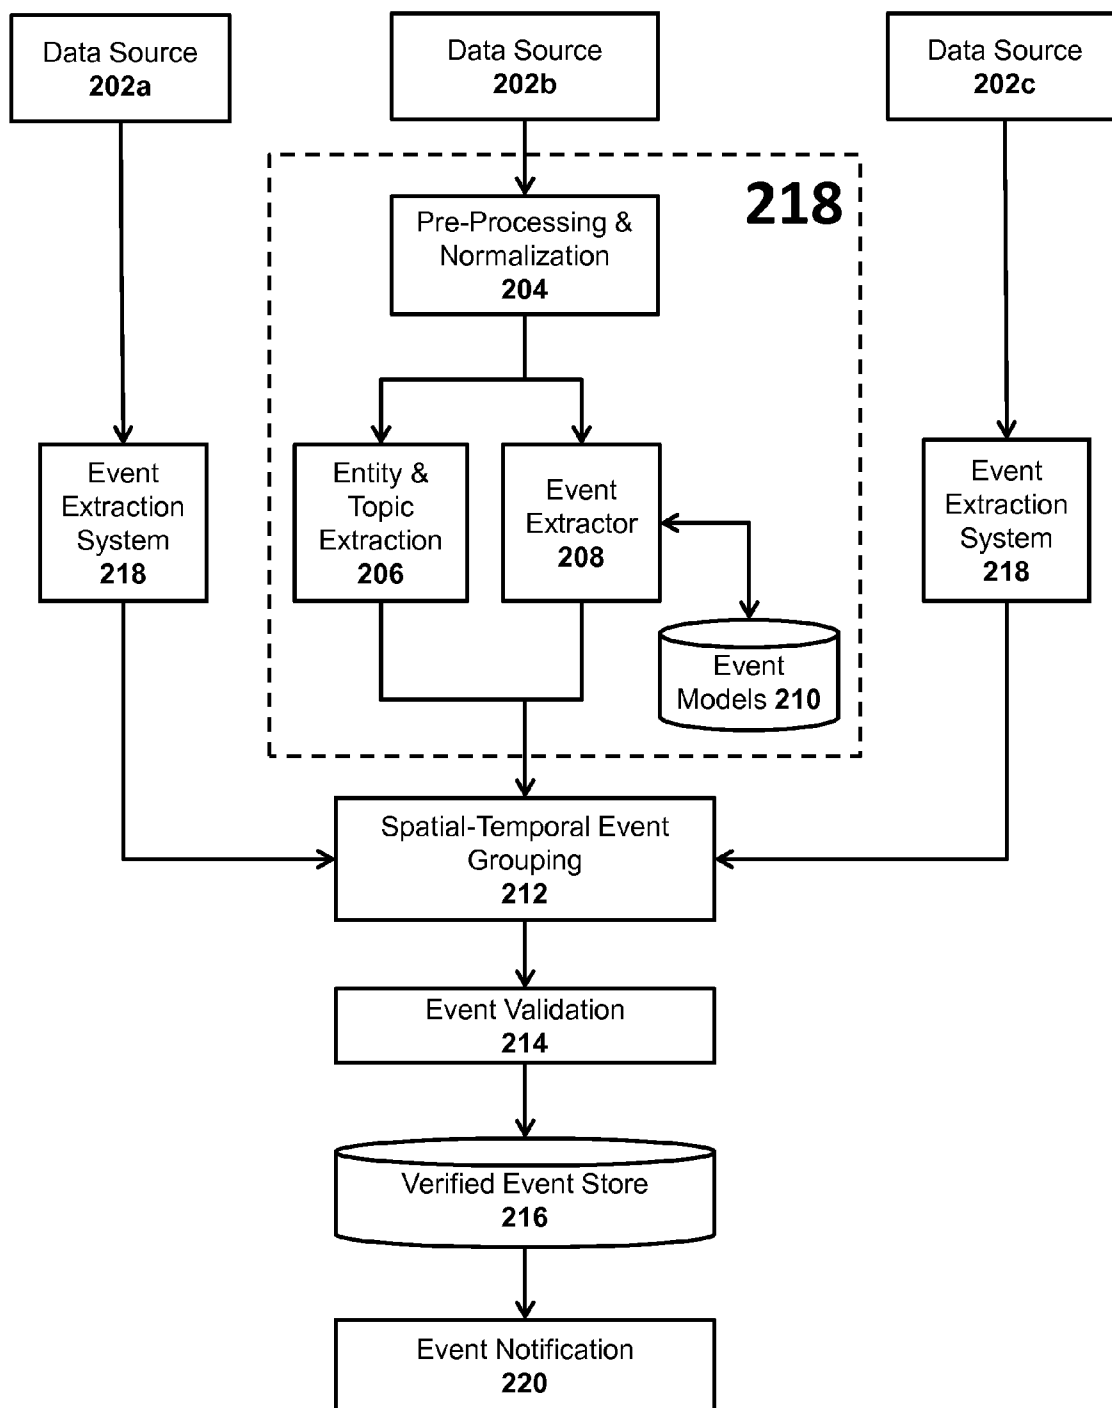 Data Source
202a
Data Source
202b
Data Source
202c
218
Pre-Processing &
Normalization
204
Event
Extraction
System
218
Entity &
Topic
Extraction
206
Event
Extractor
208
Event
Extraction
System
218
Event
Models 210
Spatial-Temporal Event
Grouping
212
Event Validation
214
Verified Event Store
216
Event Notification
220